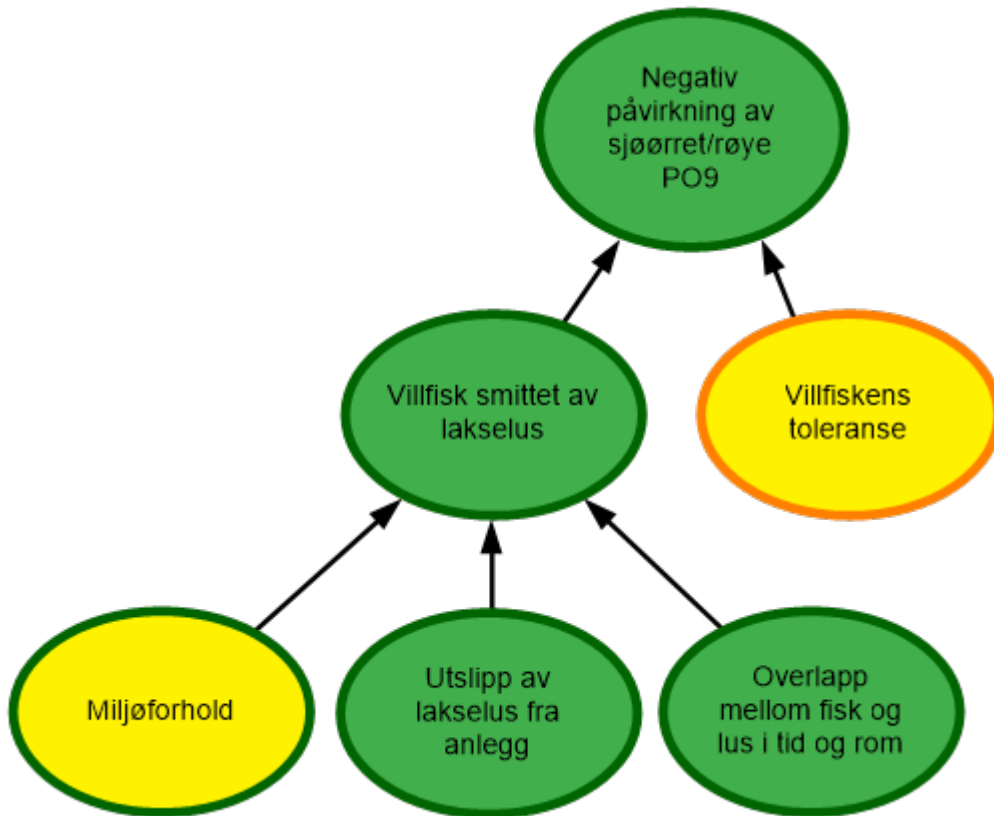 Negativ
påvirkning av
sjøørret/røye
PO9
Villfisk smittet av
lakselus
Villfiskens
toleranse
Miljøforhold
Utslipp av
lakselus fra
anlegg
Overlapp
mellom fisk og
lus i tid og rom